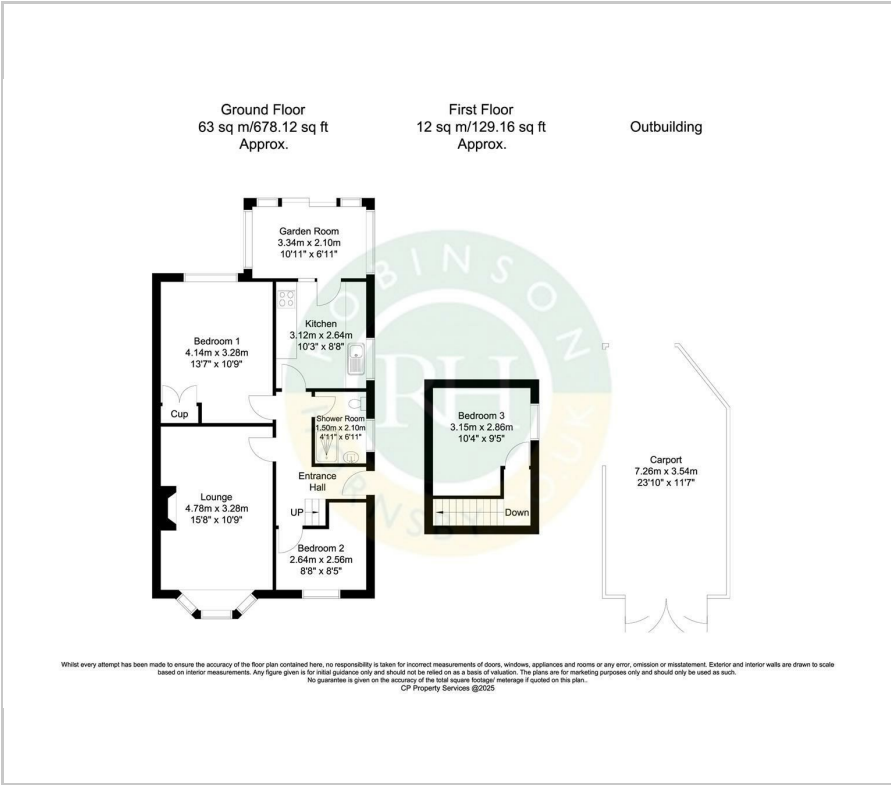 Ground Floor
63 sq m/678.12 sq ft
Approx.
First Floor
12 sq m/129.16 sq ft
Approx.
Outbuilding
Garden Room
3.34m x 2.10m
10'11" x 6'11"
Kitchen
3.12m x 2.64m
10'3" x 8'8"
Bedroom 1
4.14m x 3.28m
13'7" x 10'9"
Cup
Shower Room
1.50m x 2.10m
4'11" x 6'11"
Entrance
Hall
UP
Lounge
4.78m x 3.28m
15'8" x 10'9"
Bedroom 2
2.64m x 2.56m
8'8" x 8'5"
Bedroom 3
3.15m x 2.86m
10'4" x 9'5"
Down
Carport
7.26m x 3.54m
23'10" x 11'7"
ROBINSON
RH
Whilst every attempt has been made to ensure the accuracy of the floor plan contained here, no responsibility is taken for incorrect measurements of doors, windows, appliances and rooms or any error, omission or misstatement. Exterior and interior walls are drawn to scale
based on interior measurements. Any figure given is for initial guidance only and should not be relied on as a basis of valuation. The plans are for marketing purposes only and should only be used as such.
No guarantee is given on the accuracy of the total square footage/ meterage if quoted on this plan..
CP Property Services @2025